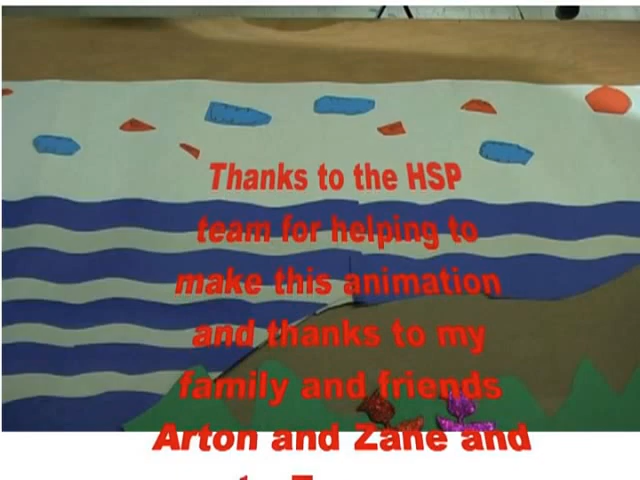 Thanks to the HSP
team for helping to
make this animation
and thanks to my
family and friends
Arton and Zane and